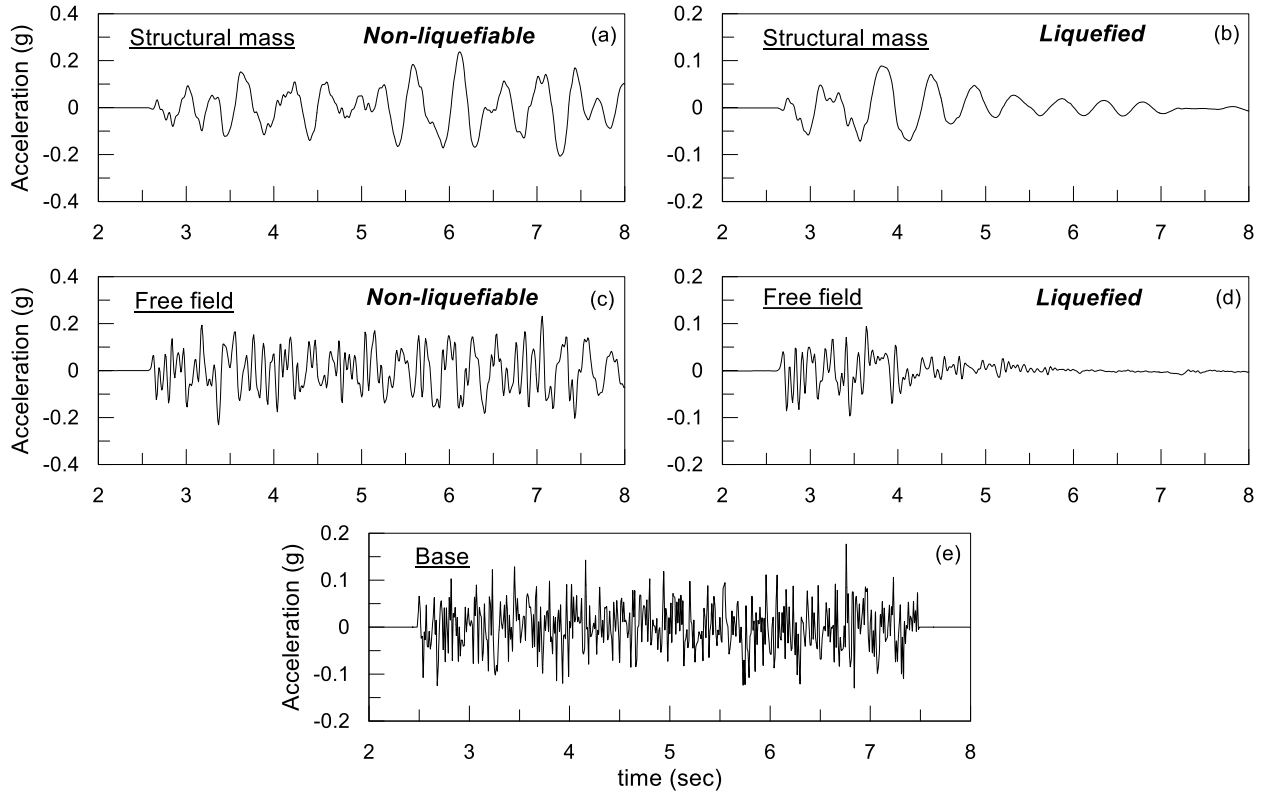 Structural mass Non-liquefiable (a)
Acceleration (g)
0.4
0.2
0
-0.2
-0.4
2 3 4 5 6 7 8
Structural mass Liquefied (b)
0.2
0.1
0
-0.1
-0.2
2 3 4 5 6 7 8
Free field Non-liquefiable (c)
Acceleration (g)
0.4
0.2
0
-0.2
-0.4
2 3 4 5 6 7 8
Free field Liquefied (d)
0.2
0.1
0
-0.1
-0.2
2 3 4 5 6 7 8
Base (e)
Acceleration (g)
0.2
0.1
0
-0.1
-0.2
2 3 4 5 6 7 8
time (sec)